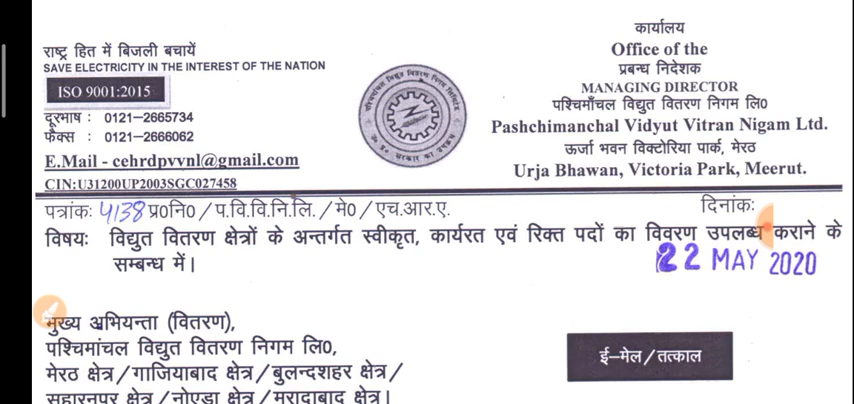 राष्ट्र हित में बिजली बचायें
SAVE ELECTRICITY IN THE INTEREST OF THE NATION
ISO 9001:2015
दूरभाष : 0121-2665734
फैक्स : 0121-2666062
E.Mail - cehrdpvvnl@gmail.com
CIN:U31200UP2003SGC027458
कार्यालय
Office of the
प्रबन्ध निदेशक
MANAGING DIRECTOR
पश्चिमाँचल विद्युत वितरण निगम लि0
Pashchimanchal Vidyut Vitran Nigam Ltd.
ऊर्जा भवन विक्टोरिया पार्क, मेरठ
Urja Bhawan, Victoria Park, Meerut.
पत्रांकः 4138 प्र0नि0/प.वि.वि.नि.लि./मे0/एच.आर.ए.
दिनांकः
विषयः विद्युत वितरण क्षेत्रों के अन्तर्गत स्वीकृत, कार्यरत एवं रिक्त पदों का विवरण उपलब्ध कराने के
सम्बन्ध में।
22 MAY 2020
मुख्य अभियन्ता (वितरण),
पश्चिमांचल विद्युत वितरण निगम लि0,
मेरठ क्षेत्र/गाजियाबाद क्षेत्र/बुलन्दशहर क्षेत्र/
सहारनपुर क्षेत्र/नोएडा क्षेत्र/मुरादाबाद क्षेत्र।
ई-मेल/तत्काल